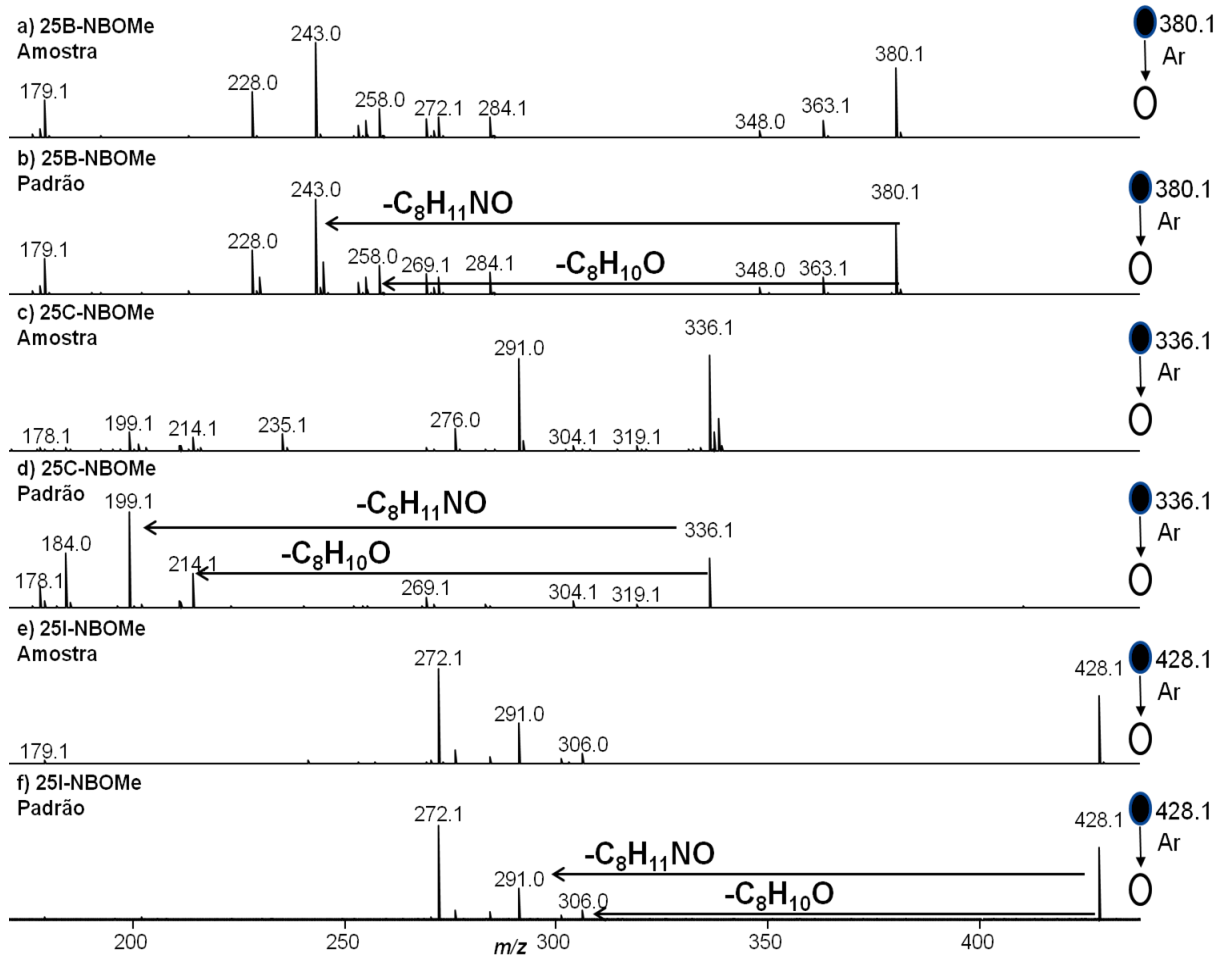 a) 25B-NBOMe
Amostra
179.1 228.0 243.0 258.0 272.1 284.1 348.0 363.1 380.1
380.1
Ar
b) 25B-NBOMe
Padrão
179.1 228.0 243.0 258.0 269.1 284.1 348.0 363.1 380.1
-C₈H₁₁NO
-C₈H₁₀O
380.1
Ar
c) 25C-NBOMe
Amostra
178.1 199.1 214.1 235.1 276.0 291.0 304.1 319.1 336.1
336.1
Ar
d) 25C-NBOMe
Padrão
178.1 184.0 199.1 214.1 269.1 304.1 319.1 336.1
-C₈H₁₁NO
-C₈H₁₀O
336.1
Ar
e) 25I-NBOMe
Amostra
179.1 272.1 291.0 306.0 428.1
428.1
Ar
f) 25I-NBOMe
Padrão
272.1 291.0 306.0 428.1
-C₈H₁₁NO
-C₈H₁₀O
428.1
Ar
200 250 300 350 400
m/z